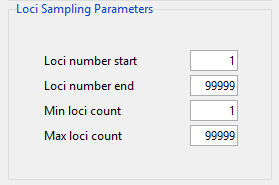 Loci Sampling Parameters
Loci number start 1
Loci number end 99999
Min loci count 1
Max loci count 99999